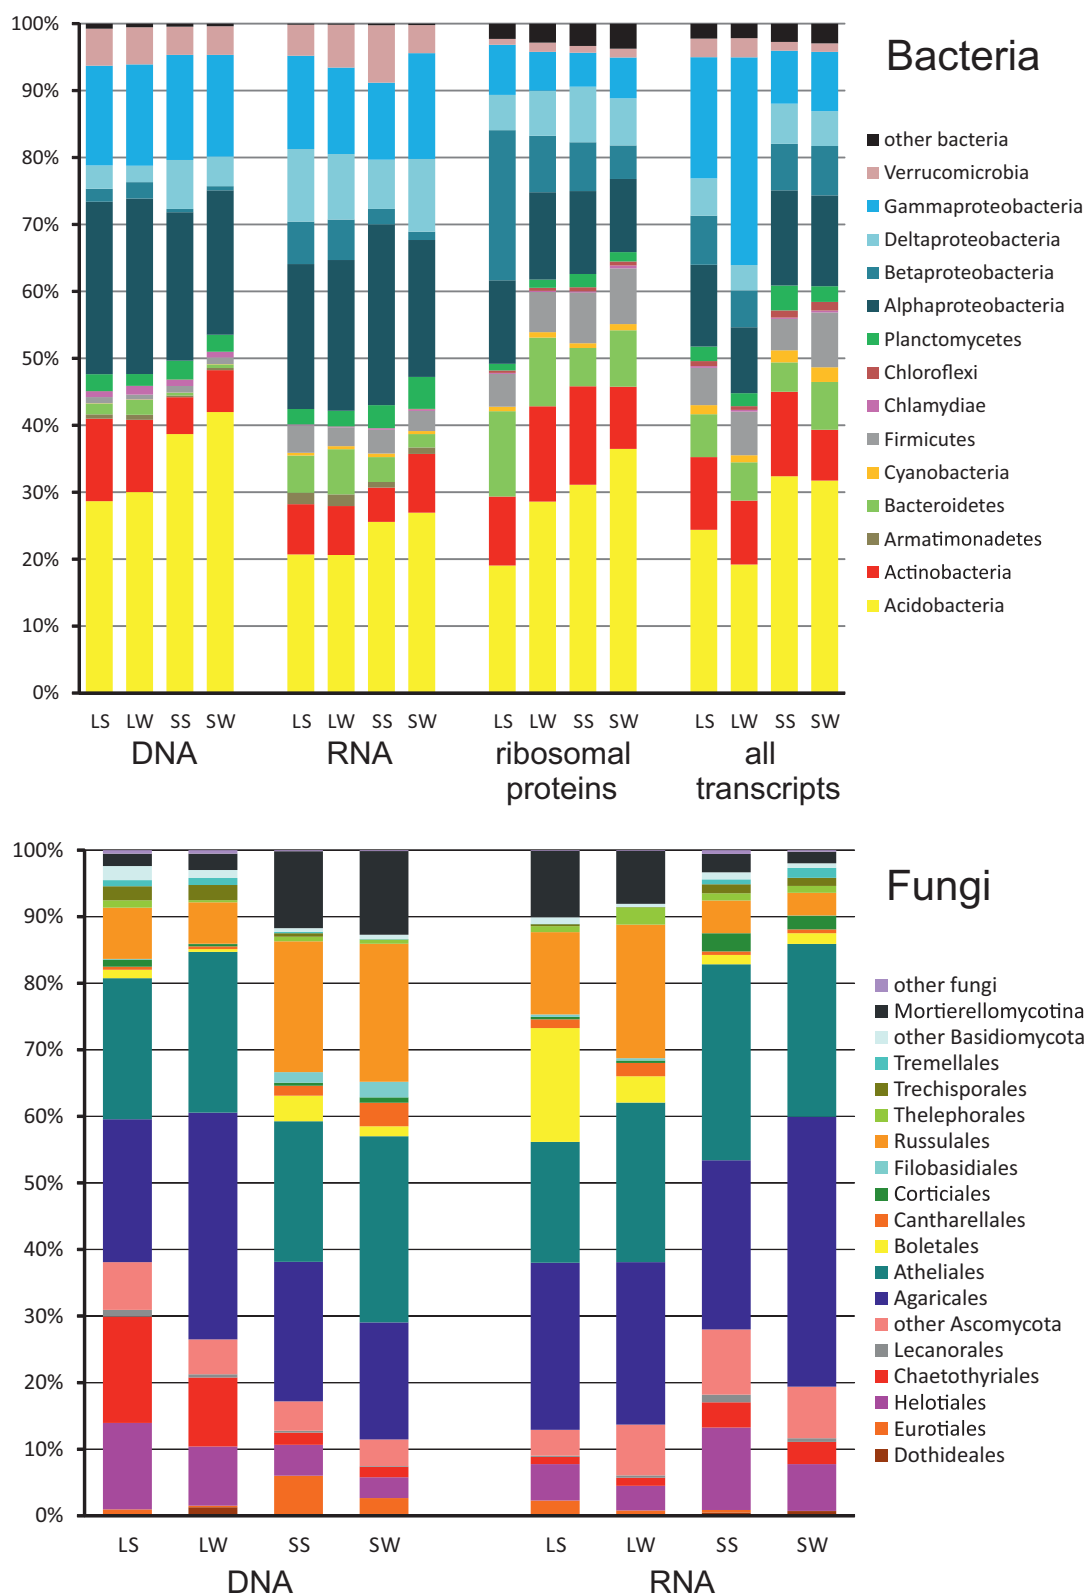 Bacteria
100%
90%
80%
70%
60%
50%
40%
30%
20%
10%
0%
other bacteria
Verrucomicrobia
Gammaproteobacteria
Deltaproteobacteria
Betaproteobacteria
Alphaproteobacteria
Planctomycetes
Chloroflexi
Chlamydiae
Firmicutes
Cyanobacteria
Bacteroidetes
Armatimonadetes
Actinobacteria
Acidobacteria
LS LW SS SW LS LW SS SW LS LW SS SW LS LW SS SW
DNA RNA ribosomal all
proteins transcripts
Fungi
100%
90%
80%
70%
60%
50%
40%
30%
20%
10%
0%
other fungi
Mortierellomycotina
other Basidiomycota
Tremellales
Trechisporales
Thelephorales
Russulales
Filobasidiales
Corticiales
Cantharellales
Boletales
Atheliales
Agaricales
other Ascomycota
Lecanorales
Chaetothyriales
Helotiales
Eurotiales
Dothideales
LS LW SS SW LS LW SS SW
DNA RNA